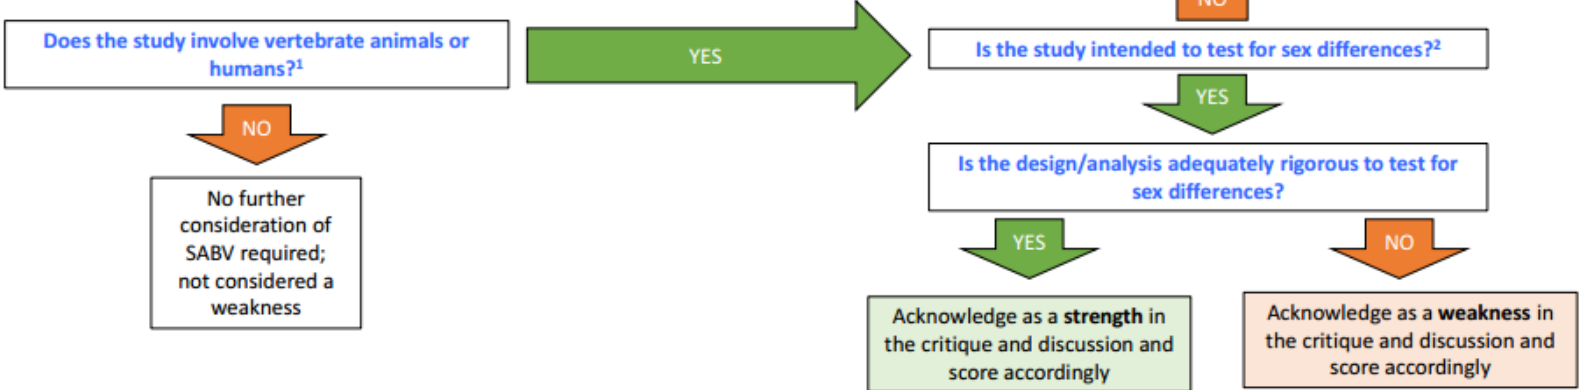 NO
Does the study involve vertebrate animals or
humans?¹
YES
Is the study intended to test for sex differences?²
NO
YES
No further
consideration of
SABV required;
not considered a
weakness
Is the design/analysis adequately rigorous to test for
sex differences?
YES
NO
Acknowledge as a strength in
the critique and discussion and
score accordingly
Acknowledge as a weakness in
the critique and discussion and
score accordingly